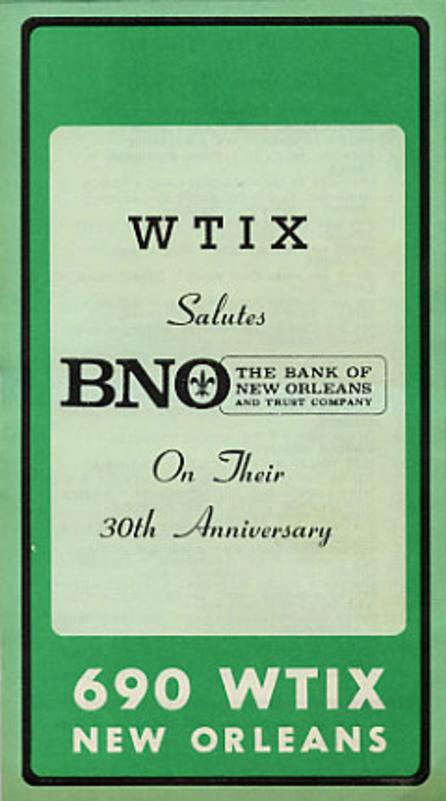 WTIX
Salutes
BNO THE BANK OF
NEW ORLEANS
AND TRUST COMPANY
On Their
30th Anniversary
690 WTIX
NEW ORLEANS